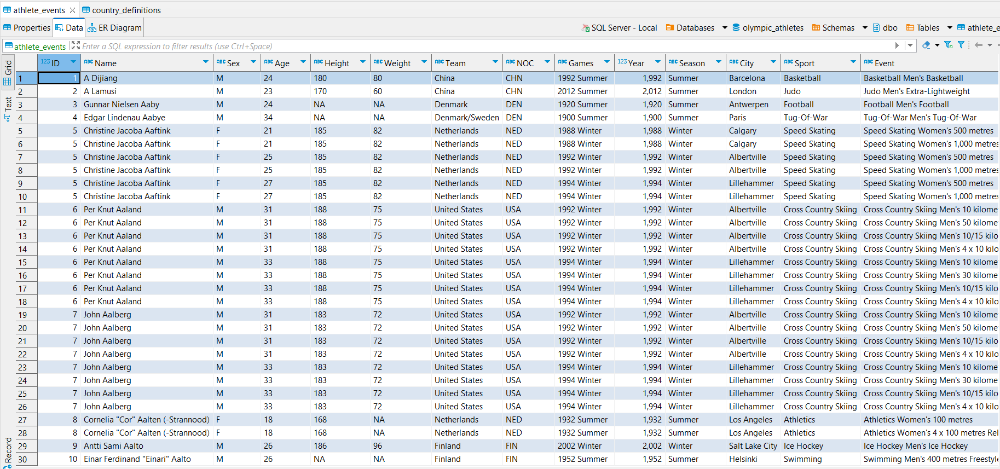 athlete_events country_definitions
Properties Data ER Diagram SQL Server - Local Databases olympic_athletes Schemas dbo Tables athlete_e
athlete_events Enter a SQL expression to filter results (use Ctrl+Space)
Grid
Text
Record
123 ID ABC Name ABC Sex ABC Age ABC Height ABC Weight ABC Team ABC NOC ABC Games 123 Year ABC Season ABC City ABC Sport ABC Event
1 1 A Dijiang M 24 180 80 China CHN 1992 Summer 1,992 Summer Barcelona Basketball Basketball Men's Basketball
2 2 A Lamusi M 23 170 60 China CHN 2012 Summer 2,012 Summer London Judo Judo Men's Extra-Lightweight
3 3 Gunnar Nielsen Aaby M 24 NA NA Denmark DEN 1920 Summer 1,920 Summer Antwerpen Football Football Men's Football
4 4 Edgar Lindenau Aabye M 34 NA NA Denmark/Sweden DEN 1900 Summer 1,900 Summer Paris Tug-Of-War Tug-Of-War Men's Tug-Of-War
5 5 Christine Jacoba Aaftink F 21 185 82 Netherlands NED 1988 Winter 1,988 Winter Calgary Speed Skating Speed Skating Women's 500 metres
6 5 Christine Jacoba Aaftink F 21 185 82 Netherlands NED 1988 Winter 1,988 Winter Calgary Speed Skating Speed Skating Women's 1,000 metres
7 5 Christine Jacoba Aaftink F 25 185 82 Netherlands NED 1992 Winter 1,992 Winter Albertville Speed Skating Speed Skating Women's 500 metres
8 5 Christine Jacoba Aaftink F 25 185 82 Netherlands NED 1992 Winter 1,992 Winter Albertville Speed Skating Speed Skating Women's 1,000 metres
9 5 Christine Jacoba Aaftink F 27 185 82 Netherlands NED 1994 Winter 1,994 Winter Lillehammer Speed Skating Speed Skating Women's 500 metres
10 5 Christine Jacoba Aaftink F 27 185 82 Netherlands NED 1994 Winter 1,994 Winter Lillehammer Speed Skating Speed Skating Women's 1,000 metres
11 6 Per Knut Aaland M 31 188 75 United States USA 1992 Winter 1,992 Winter Albertville Cross Country Skiing Cross Country Skiing Men's 10 kilome
12 6 Per Knut Aaland M 31 188 75 United States USA 1992 Winter 1,992 Winter Albertville Cross Country Skiing Cross Country Skiing Men's 50 kilome
13 6 Per Knut Aaland M 31 188 75 United States USA 1992 Winter 1,992 Winter Albertville Cross Country Skiing Cross Country Skiing Men's 10/15 kilo
14 6 Per Knut Aaland M 31 188 75 United States USA 1992 Winter 1,992 Winter Albertville Cross Country Skiing Cross Country Skiing Men's 4 x 10 kilo
15 6 Per Knut Aaland M 33 188 75 United States USA 1994 Winter 1,994 Winter Lillehammer Cross Country Skiing Cross Country Skiing Men's 10 kilome
16 6 Per Knut Aaland M 33 188 75 United States USA 1994 Winter 1,994 Winter Lillehammer Cross Country Skiing Cross Country Skiing Men's 30 kilome
17 6 Per Knut Aaland M 33 188 75 United States USA 1994 Winter 1,994 Winter Lillehammer Cross Country Skiing Cross Country Skiing Men's 10/15 kilo
18 6 Per Knut Aaland M 33 188 75 United States USA 1994 Winter 1,994 Winter Lillehammer Cross Country Skiing Cross Country Skiing Men's 4 x 10 kilo
19 7 John Aalberg M 31 183 72 United States USA 1992 Winter 1,992 Winter Albertville Cross Country Skiing Cross Country Skiing Men's 10 kilome
20 7 John Aalberg M 31 183 72 United States USA 1992 Winter 1,992 Winter Albertville Cross Country Skiing Cross Country Skiing Men's 50 kilome
21 7 John Aalberg M 31 183 72 United States USA 1992 Winter 1,992 Winter Albertville Cross Country Skiing Cross Country Skiing Men's 10/15 kilo
22 7 John Aalberg M 31 183 72 United States USA 1992 Winter 1,992 Winter Albertville Cross Country Skiing Cross Country Skiing Men's 4 x 10 kilo
23 7 John Aalberg M 33 183 72 United States USA 1994 Winter 1,994 Winter Lillehammer Cross Country Skiing Cross Country Skiing Men's 10 kilome
24 7 John Aalberg M 33 183 72 United States USA 1994 Winter 1,994 Winter Lillehammer Cross Country Skiing Cross Country Skiing Men's 30 kilome
25 7 John Aalberg M 33 183 72 United States USA 1994 Winter 1,994 Winter Lillehammer Cross Country Skiing Cross Country Skiing Men's 10/15 kilo
26 7 John Aalberg M 33 183 72 United States USA 1994 Winter 1,994 Winter Lillehammer Cross Country Skiing Cross Country Skiing Men's 4 x 10 kilo
27 8 Cornelia "Cor" Aalten (-Strannood) F 18 168 NA Netherlands NED 1932 Summer 1,932 Summer Los Angeles Athletics Athletics Women's 100 metres
28 8 Cornelia "Cor" Aalten (-Strannood) F 18 168 NA Netherlands NED 1932 Summer 1,932 Summer Los Angeles Athletics Athletics Women's 4 x 100 metres Rel
29 9 Antti Sami Aalto M 26 186 96 Finland FIN 2002 Winter 2,002 Winter Salt Lake City Ice Hockey Ice Hockey Men's Ice Hockey
30 10 Einar Ferdinand "Einari" Aalto M 26 NA NA Finland FIN 1952 Summer 1,952 Summer Helsinki Swimming Swimming Men's 400 metres Freestyle